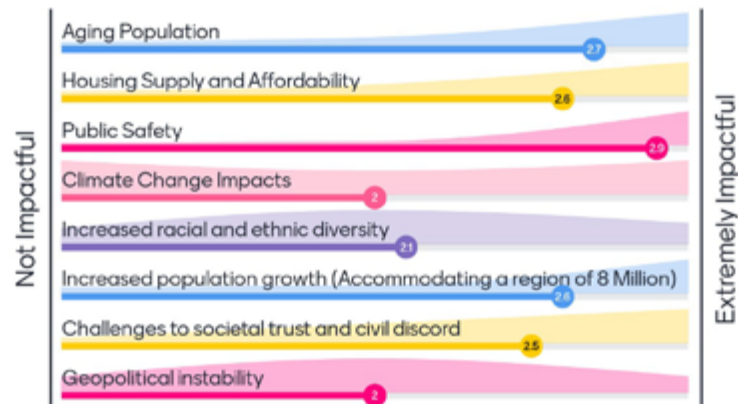 Not Impactful
Aging Population
2.7
Housing Supply and Affordability
2.6
Public Safety
2.9
Climate Change Impacts
2
Increased racial and ethnic diversity
2.1
Increased population growth (Accommodating a region of 8 Million)
2.6
Challenges to societal trust and civil discord
2.5
Geopolitical instability
2
Extremely Impactful